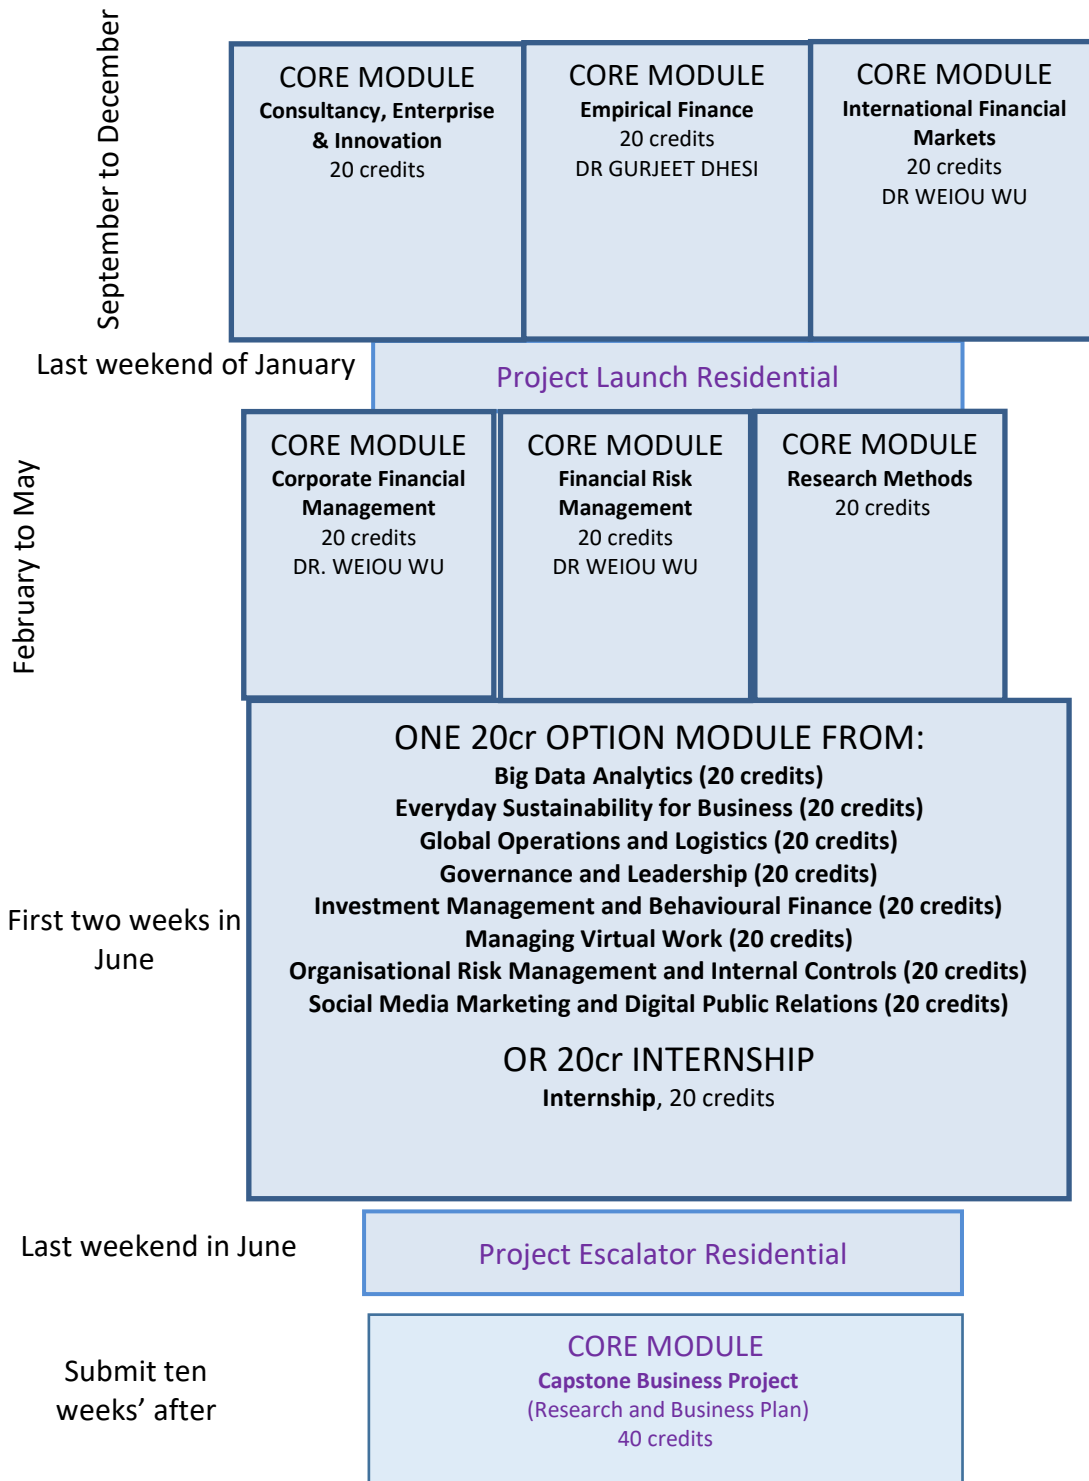 September to December
CORE MODULE
Consultancy, Enterprise
& Innovation
20 credits
CORE MODULE
Empirical Finance
20 credits
DR GURJEET DHESI
CORE MODULE
International Financial
Markets
20 credits
DR WEIOU WU
Last weekend of January
Project Launch Residential
February to May
CORE MODULE
Corporate Financial
Management
20 credits
DR. WEIOU WU
CORE MODULE
Financial Risk
Management
20 credits
DR WEIOU WU
CORE MODULE
Research Methods
20 credits
First two weeks in
June
ONE 20cr OPTION MODULE FROM:
Big Data Analytics (20 credits)
Everyday Sustainability for Business (20 credits)
Global Operations and Logistics (20 credits)
Governance and Leadership (20 credits)
Investment Management and Behavioural Finance (20 credits)
Managing Virtual Work (20 credits)
Organisational Risk Management and Internal Controls (20 credits)
Social Media Marketing and Digital Public Relations (20 credits)
OR 20cr INTERNSHIP
Internship, 20 credits
Last weekend in June
Project Escalator Residential
Submit ten
weeks’ after
CORE MODULE
Capstone Business Project
(Research and Business Plan)
40 credits